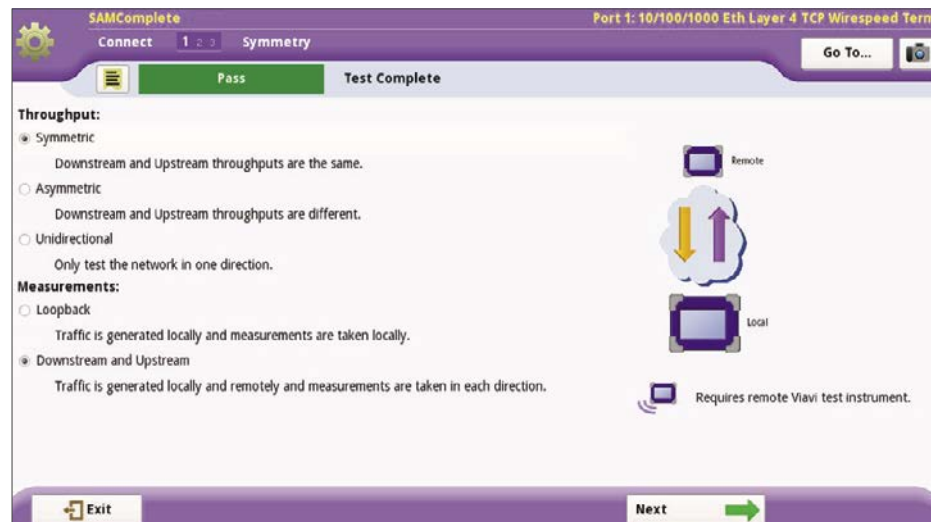 SAMComplete
Port 1: 10/100/1000 Eth Layer 4 TCP Wirespeed Term
Connect 1 2 3 Symmetry
Go To...
Pass
Test Complete
Throughput:
Symmetric
Downstream and Upstream throughputs are the same.
Asymmetric
Downstream and Upstream throughputs are different.
Unidirectional
Only test the network in one direction.
Measurements:
Loopback
Traffic is generated locally and measurements are taken locally.
Downstream and Upstream
Traffic is generated locally and remotely and measurements are taken in each direction.
Remote
Local
Requires remote Viavi test instrument.
Exit
Next